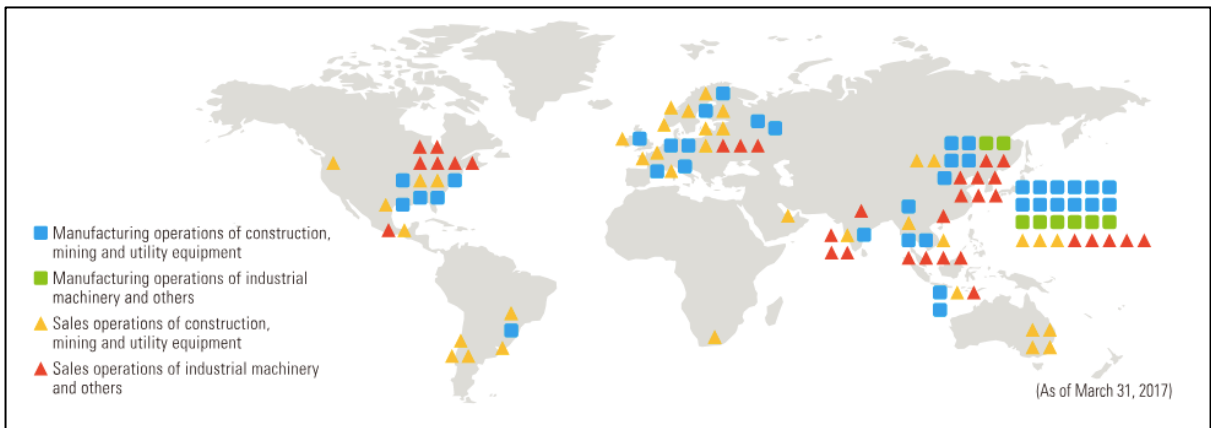 Manufacturing operations of construction,
mining and utility equipment
Manufacturing operations of industrial
machinery and others
Sales operations of construction,
mining and utility equipment
Sales operations of industrial machinery
and others
(As of March 31, 2017)